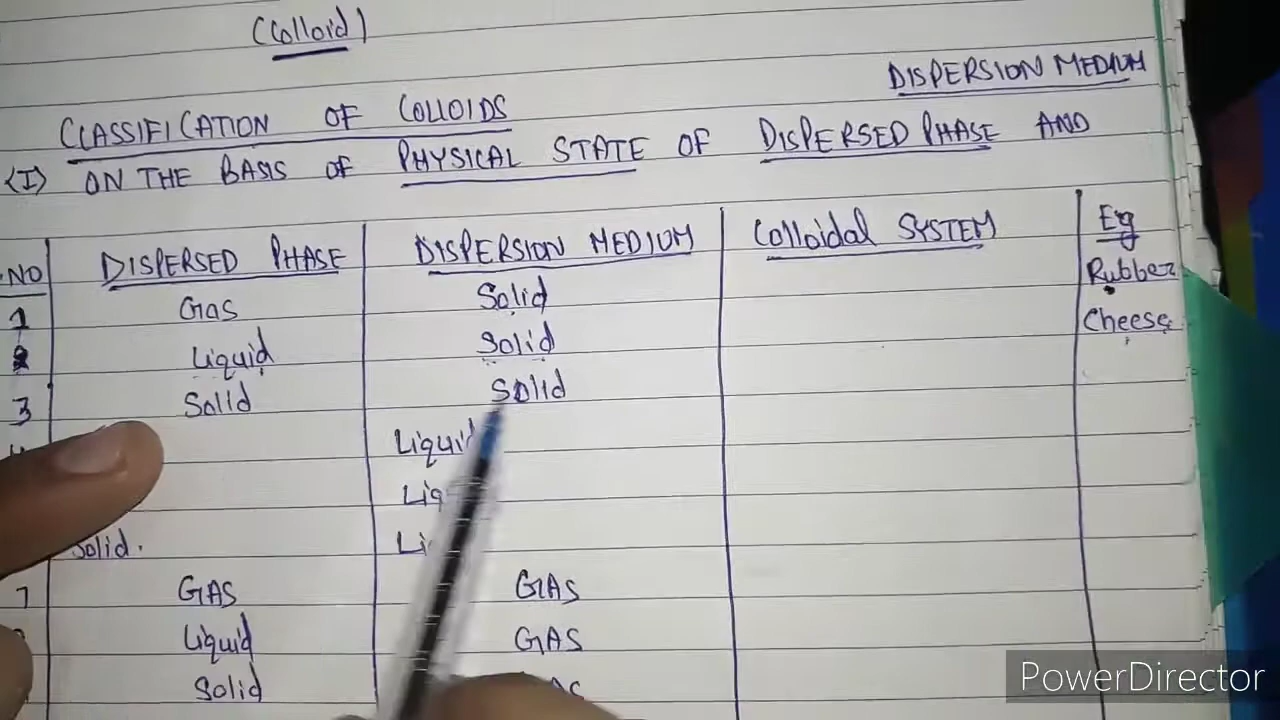 (Colloid)
DISPERSION MEDIUM
CLASSIFICATION OF COLLOIDS
(I) ON THE BASIS OF PHYSICAL STATE OF DISPERSED PHASE AND
.NO DISPERSED PHASE DISPERSION MEDIUM Colloidal SYSTEM Eg
1 Gas Solid Rubber
2 Liquid Solid Cheese
3 Solid Solid
Liquid
Solid.
7 GAS GAS
Liquid GAS
Solid
PowerDirector